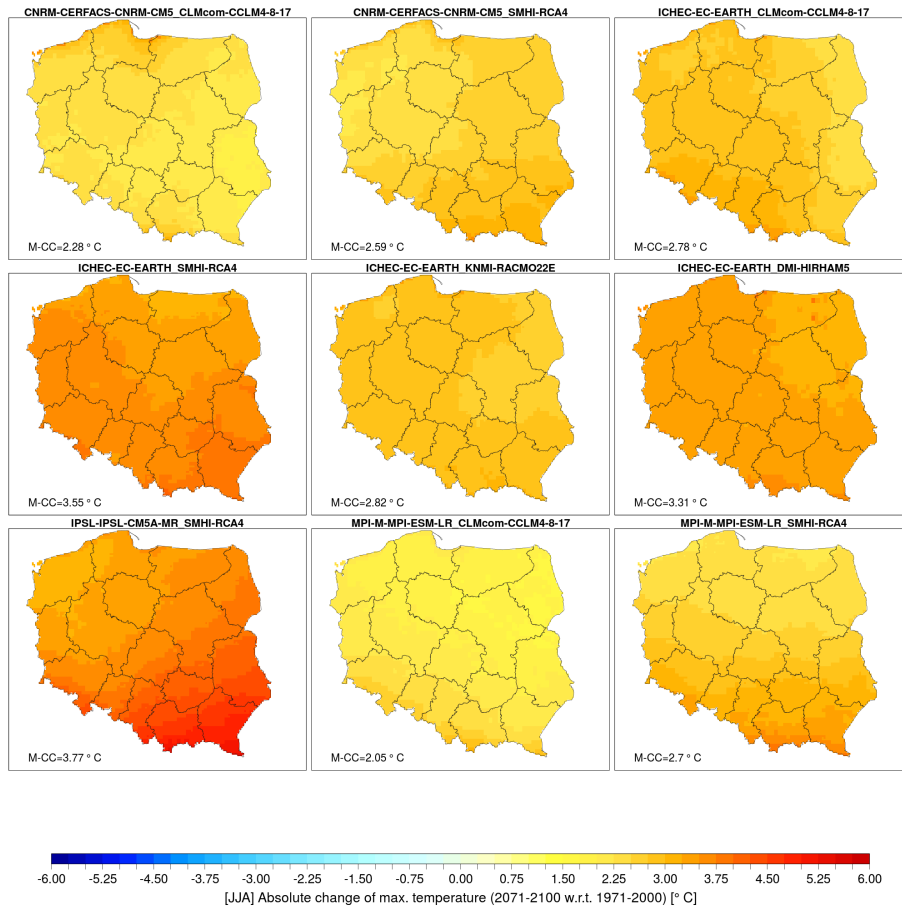 CNRM-CERFACS-CNRM-CM5_CLMcom-CCLM4-8-17
CNRM-CERFACS-CNRM-CM5_SMHI-RCA4
ICHEC-EC-EARTH_CLMcom-CCLM4-8-17
M-CC=2.28 ° C
M-CC=2.59 ° C
M-CC=2.78 ° C
ICHEC-EC-EARTH_SMHI-RCA4
ICHEC-EC-EARTH_KNMI-RACMO22E
ICHEC-EC-EARTH_DMI-HIRHAM5
M-CC=3.55 ° C
M-CC=2.82 ° C
M-CC=3.31 ° C
IPSL-IPSL-CM5A-MR_SMHI-RCA4
MPI-M-MPI-ESM-LR_CLMcom-CCLM4-8-17
MPI-M-MPI-ESM-LR_SMHI-RCA4
M-CC=3.77 ° C
M-CC=2.05 ° C
M-CC=2.7 ° C
-6.00 -5.25 -4.50 -3.75 -3.00 -2.25 -1.50 -0.75 0.00 0.75 1.50 2.25 3.00 3.75 4.50 5.25 6.00
[JJA] Absolute change of max. temperature (2071-2100 w.r.t. 1971-2000) [° C]